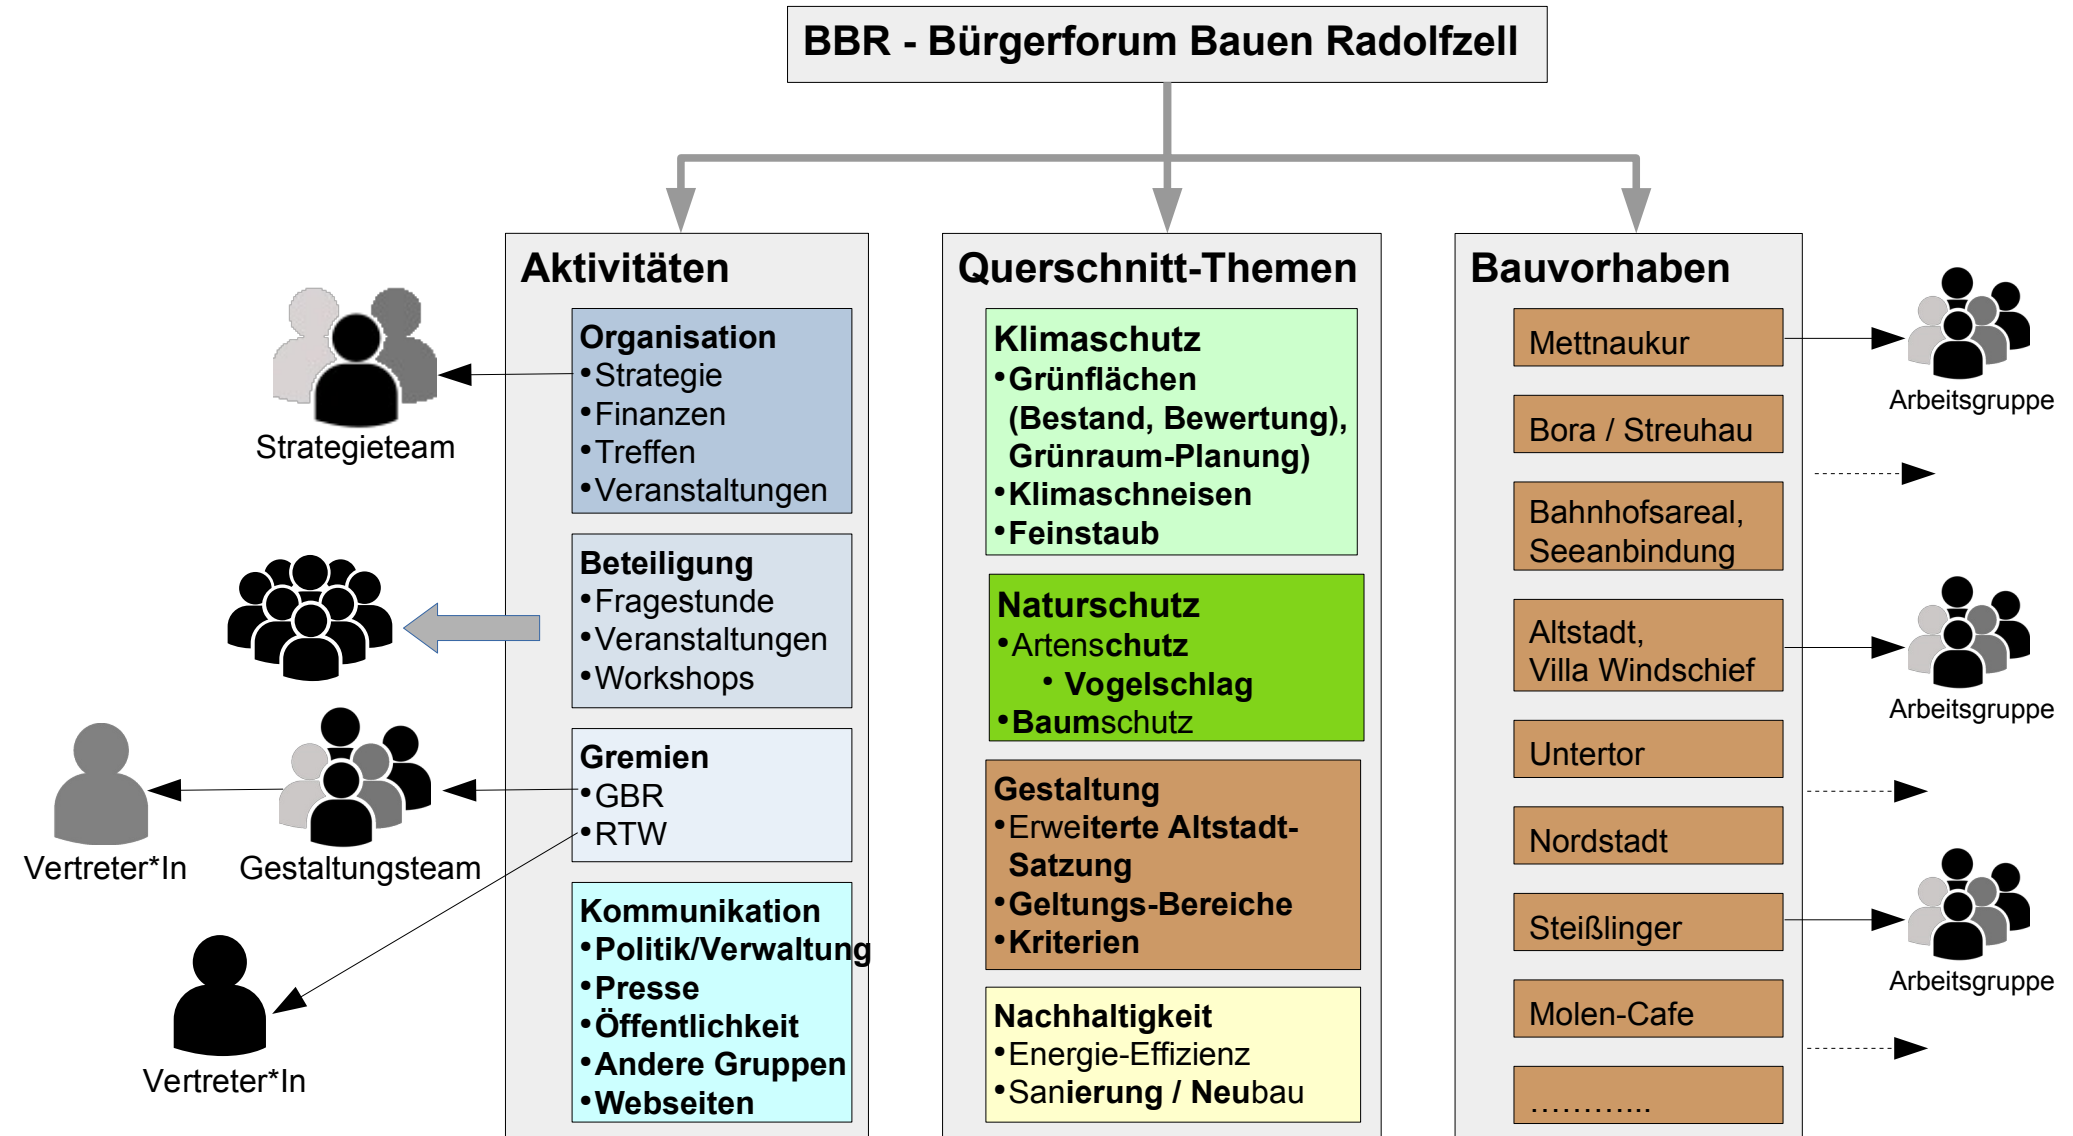 BBR - Bürgerforum Bauen Radolfzell
Aktivitäten
Organisation
•Strategie
•Finanzen
•Treffen
•Veranstaltungen
Strategieteam
Beteiligung
•Fragestunde
•Veranstaltungen
•Workshops
Gremien
•GBR
•RTW
Vertreter*In
Gestaltungsteam
Vertreter*In
Kommunikation
•Politik/Verwaltung
•Presse
•Öffentlichkeit
•Andere Gruppen
•Webseiten
Querschnitt-Themen
Klimaschutz
•Grünflächen
(Bestand, Bewertung),
Grünraum-Planung)
•Klimaschneisen
•Feinstaub
Naturschutz
•Artenschutz
• Vogelschlag
•Baumschutz
Gestaltung
•Erweiterte Altstadt-
Satzung
•Geltungs-Bereiche
•Kriterien
Nachhaltigkeit
•Energie-Effizienz
•Sanierung / Neubau
Bauvorhaben
Mettnaukur
Arbeitsgruppe
Bora / Streuhau
Bahnhofsareal,
Seeanbindung
Altstadt,
Villa Windschief
Arbeitsgruppe
Untertor
Nordstadt
Steißlinger
Arbeitsgruppe
Molen-Cafe
………...